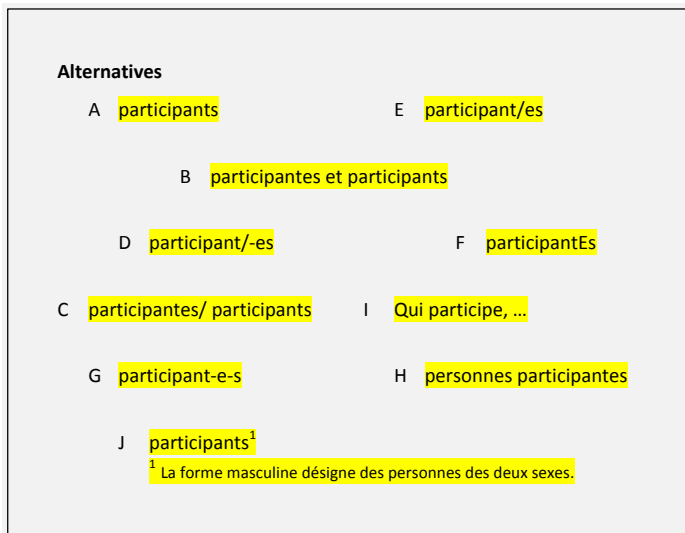 Alternatives
A participants E participant/es
B participantes et participants
D participant/-es F participantEs
C participantes/ participants I Qui participe, ...
G participant-e-s H personnes participantes
J participants¹
¹ La forme masculine désigne des personnes des deux sexes.